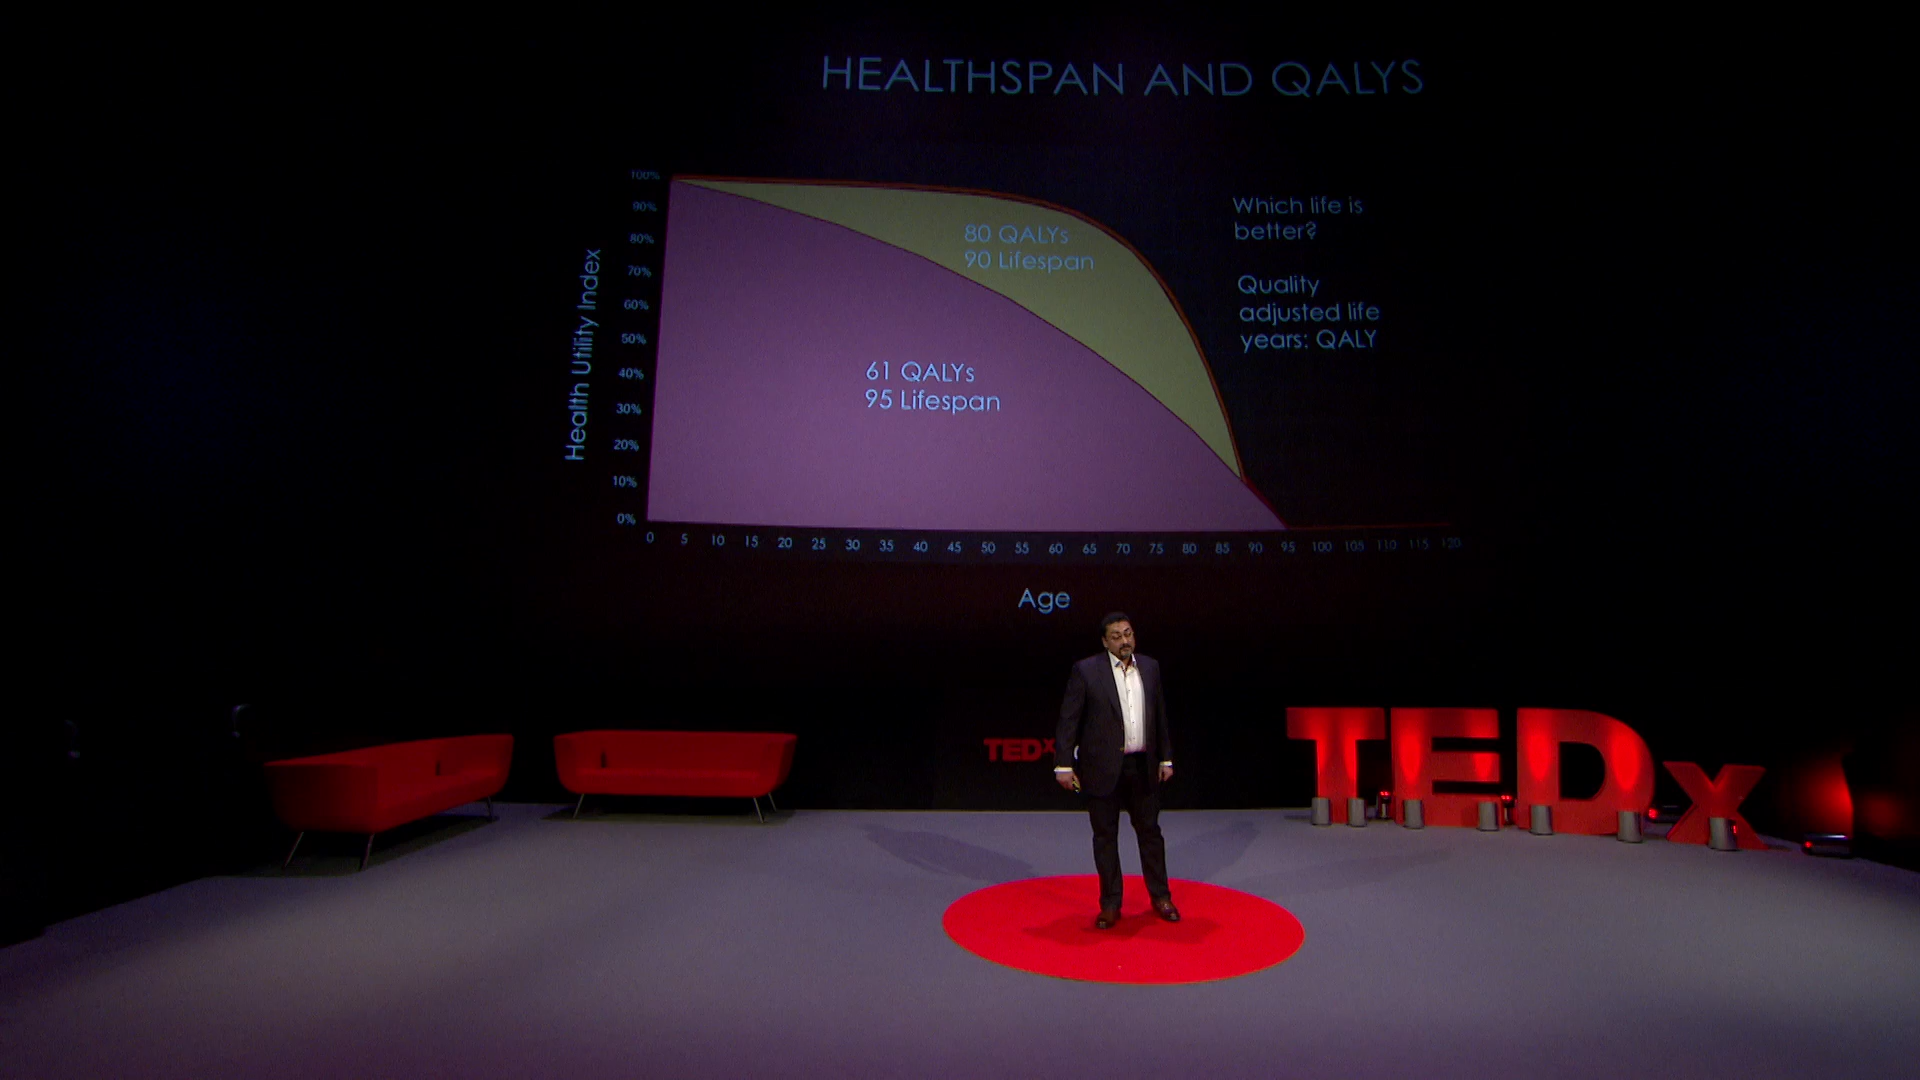 HEALTHSPAN AND QALYS
Which life is
better?
Quality
adjusted life
years: QALY
80 QALYs
90 Lifespan
61 QALYs
95 Lifespan
Health Utility Index
100%
90%
80%
70%
60%
50%
40%
30%
20%
10%
0%
0 5 10 15 20 25 30 35 40 45 50 55 60 65 70 75 80 85 90 95 100 105 110 115 120
Age
TEDx
TEDx